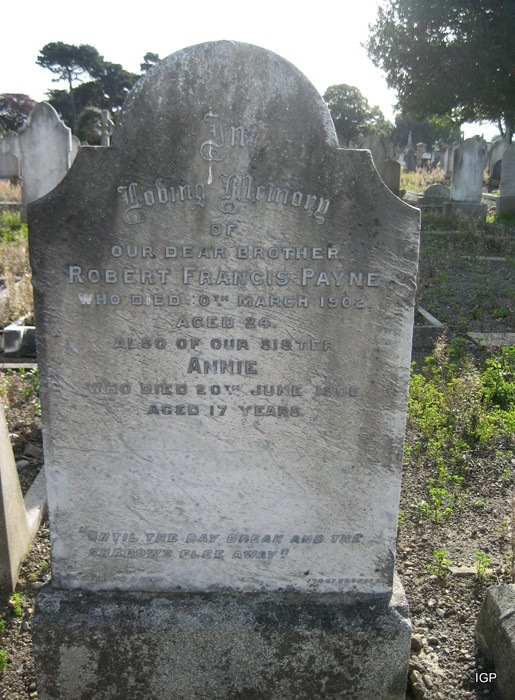 In
Loving Memory
OF
OUR DEAR BROTHER
ROBERT FRANCIS PAYNE
WHO DIED MARCH 1902.
AGED 24.
ALSO OF OUR SISTER
ANNIE
WHO DIED 20TH JUNE
AGED 17 YEARS.
"UNTIL THE DAY BREAK AND THE
SHADOWS FLEE AWAY"
IGP